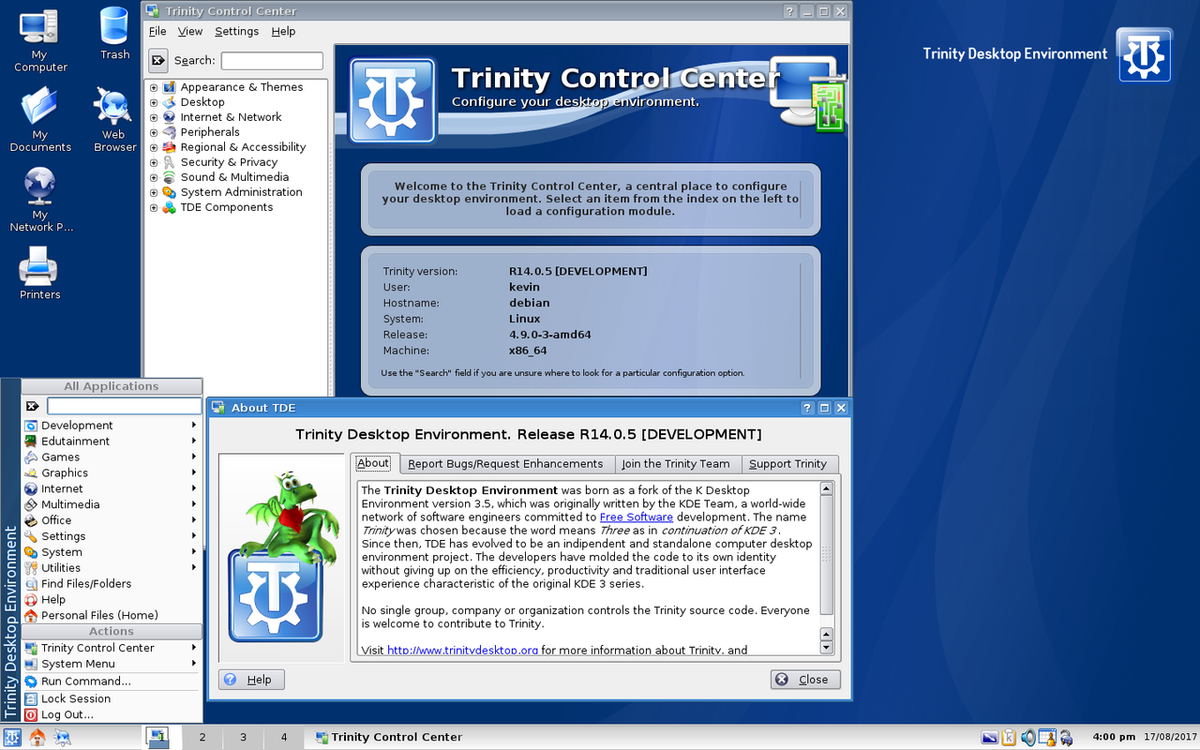 My
Computer
Trash
My
Documents
Web
Browser
My
Network P...
Printers
Trinity Control Center
File View Settings Help
Search:
Appearance & Themes
Desktop
Internet & Network
Peripherals
Regional & Accessibility
Security & Privacy
Sound & Multimedia
System Administration
TDE Components
Trinity Control Center
Configure your desktop environment.
Welcome to the Trinity Control Center, a central place to configure
your desktop environment. Select an item from the index on the left to
load a configuration module.
Trinity version: R14.0.5 [DEVELOPMENT]
User: kevin
Hostname: debian
System: Linux
Release: 4.9.0-3-amd64
Machine: x86_64
Use the "Search" field if you are unsure where to look for a particular configuration option.
Trinity Desktop Environment
All Applications
Development
Edutainment
Games
Graphics
Internet
Multimedia
Office
Settings
System
Utilities
Find Files/Folders
Help
Personal Files (Home)
Actions
Trinity Control Center
System Menu
Run Command...
Lock Session
Log Out...
Trinity Desktop Environment
About TDE
Trinity Desktop Environment. Release R14.0.5 [DEVELOPMENT]
About Report Bugs/Request Enhancements Join the Trinity Team Support Trinity
The Trinity Desktop Environment was born as a fork of the K Desktop
Environment version 3.5, which was originally written by the KDE Team, a world-wide
network of software engineers committed to Free Software development. The name
Trinity was chosen because the word means Three as in continuation of KDE 3.
Since then, TDE has evolved to be an indipendent and standalone computer desktop
environment project. The developers have molded the code to its own identity
without giving up on the efficiency, productivity and traditional user interface
experience characteristic of the original KDE 3 series.
No single group, company or organization controls the Trinity source code. Everyone
is welcome to contribute to Trinity.
Visit http://www.trinitydesktop.org for more information about Trinity, and
Help
Close
1 2 3 4 Trinity Control Center
4:00 pm 17/08/2017